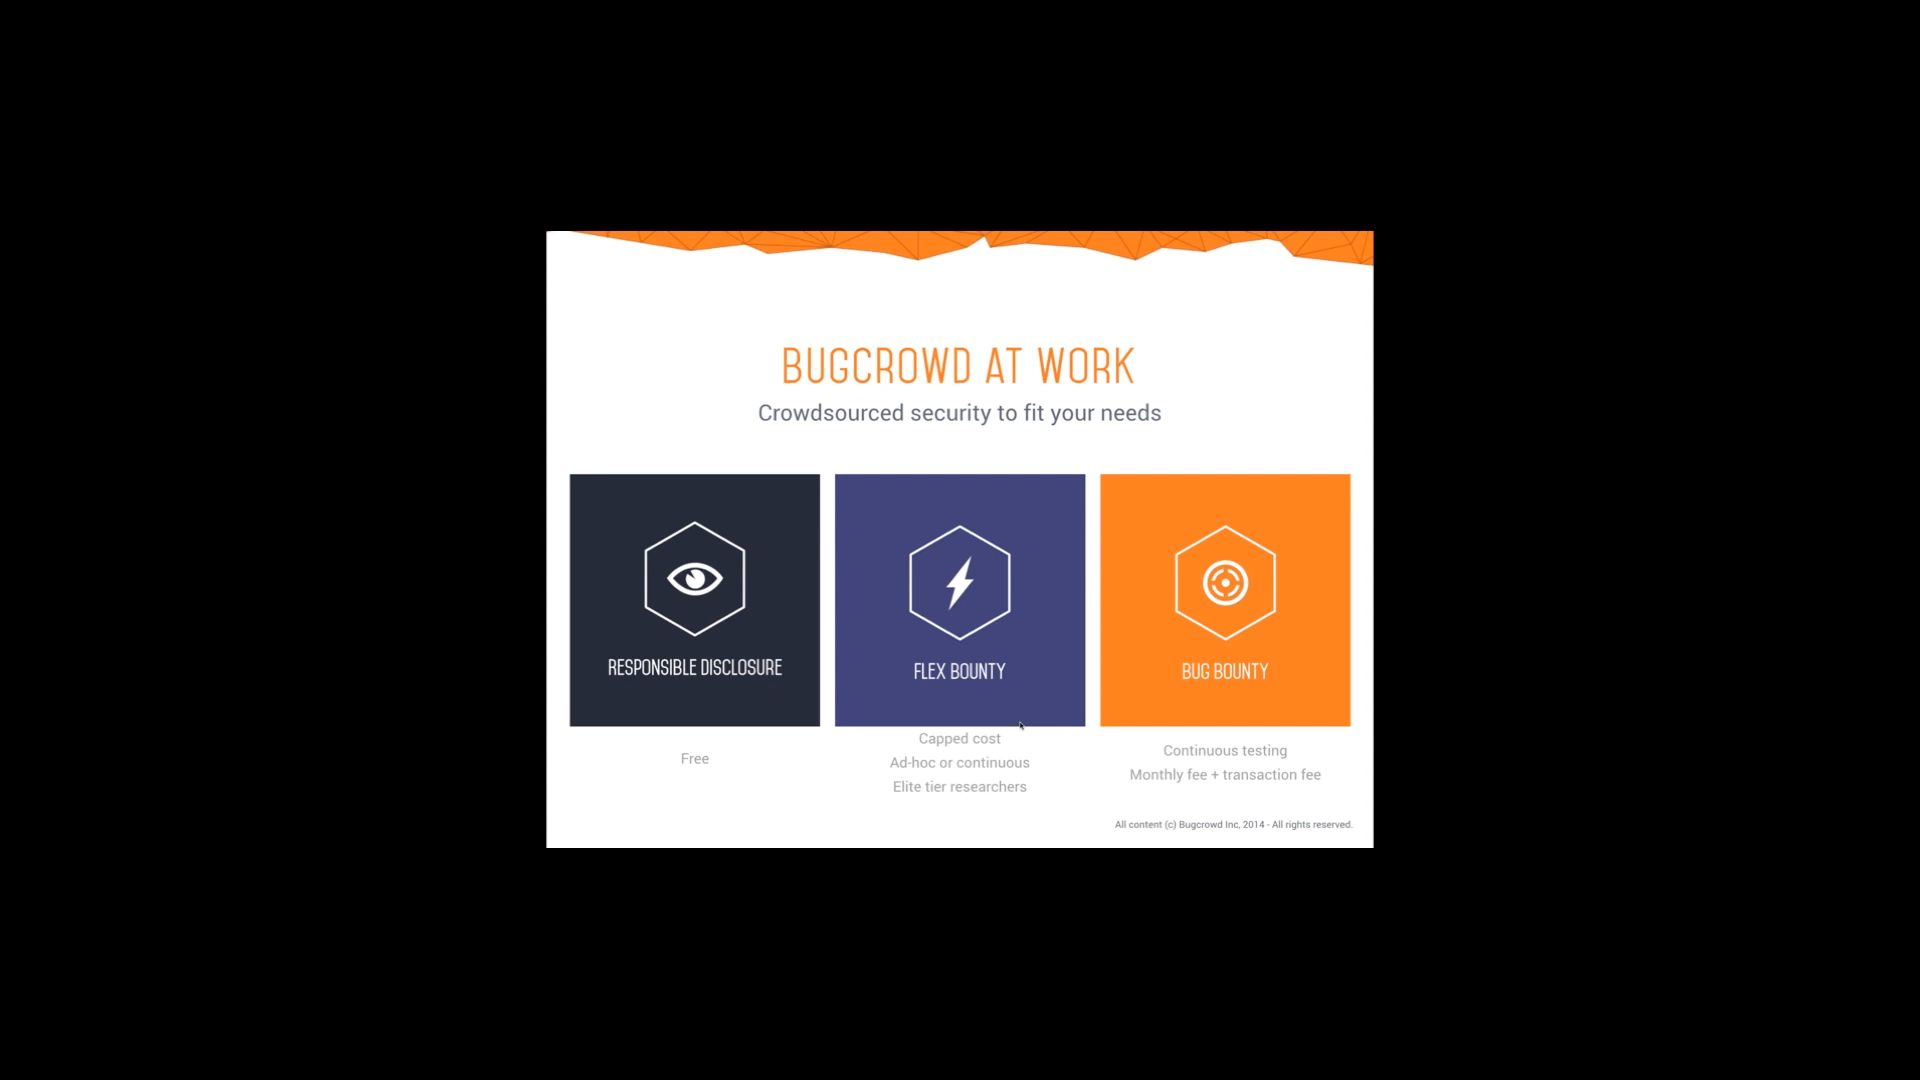 BUGCROWD AT WORK
Crowdsourced security to fit your needs
RESPONSIBLE DISCLOSURE
FLEX BOUNTY
BUG BOUNTY
Free
Capped cost
Ad-hoc or continuous
Elite tier researchers
Continuous testing
Monthly fee + transaction fee
All content (c) Bugcrowd Inc, 2014 - All rights reserved.